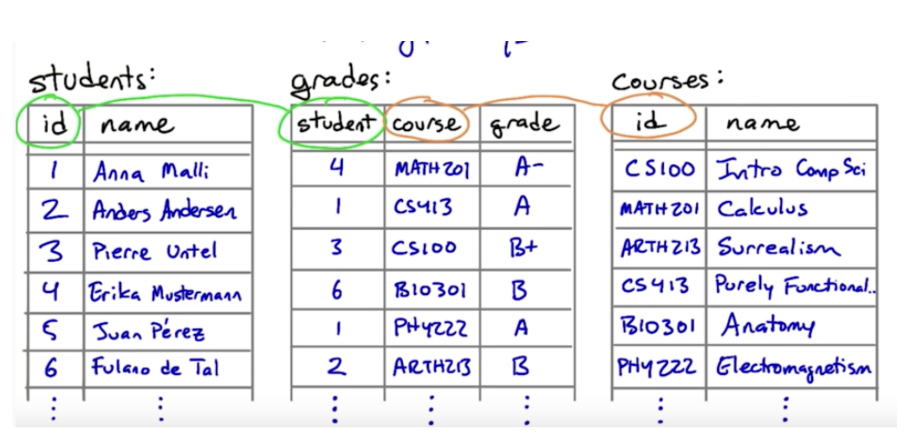 students:
id name
1 Anna Malli
2 Anders Andersen
3 Pierre Untel
4 Erika Mustermann
5 Juan Pérez
6 Fulano de Tal
grades:
student course grade
4 MATH201 A-
1 CS413 A
3 CS100 B+
6 BIO301 B
1 PHY222 A
2 ARTH213 B
courses:
id name
CS100 Intro CompSci
MATH201 Calculus
ARTH213 Surrealism
CS413 Purely Functional..
BIO301 Anatomy
PHY222 Electromagnetism